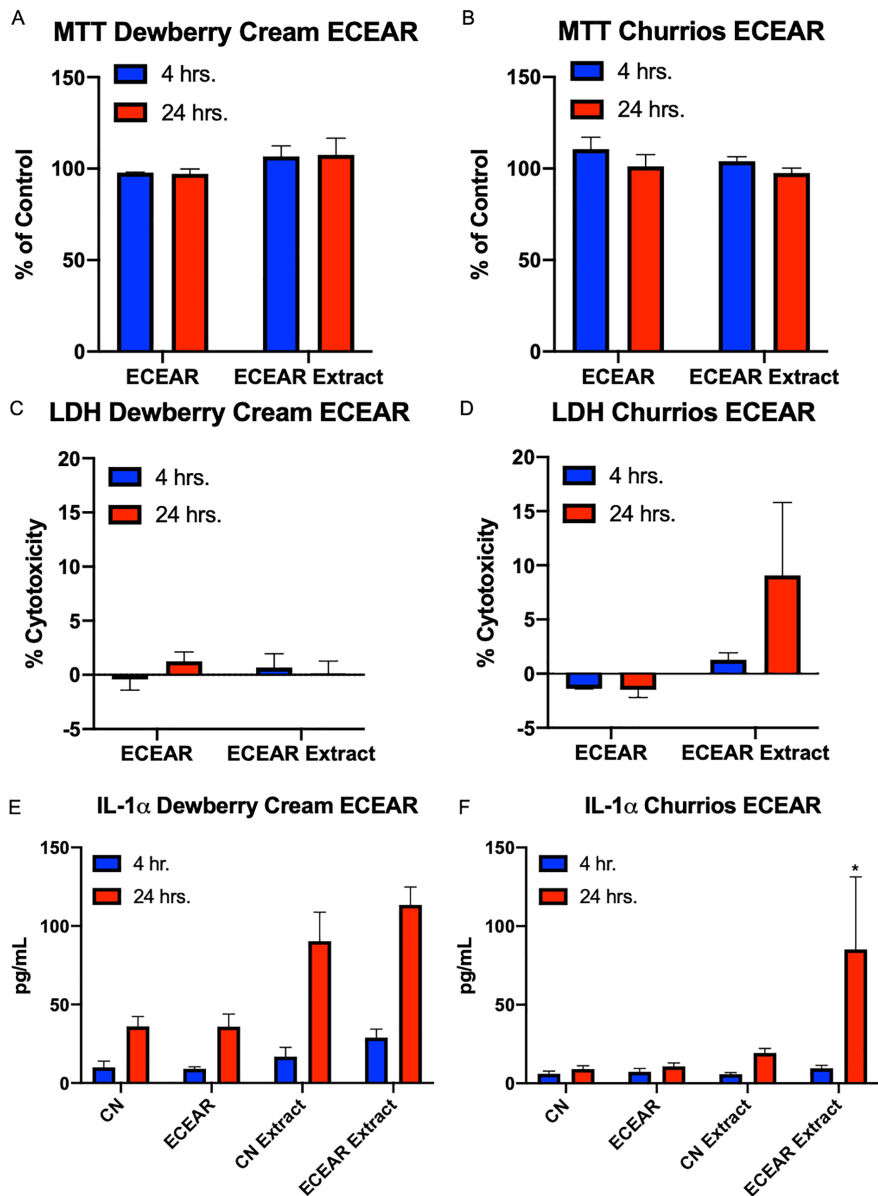 A
MTT Dewberry Cream ECEAR
4 hrs.
24 hrs.
% of Control
150
100
50
0
ECEAR
ECEAR Extract
B
MTT Churrios ECEAR
4 hrs.
24 hrs.
% of Control
150
100
50
0
ECEAR
ECEAR Extract
C
LDH Dewberry Cream ECEAR
4 hrs.
24 hrs.
% Cytotoxicity
20
15
10
5
0
-5
ECEAR
ECEAR Extract
D
LDH Churrios ECEAR
4 hrs.
24 hrs.
% Cytotoxicity
20
15
10
5
0
-5
ECEAR
ECEAR Extract
E
IL-1α Dewberry Cream ECEAR
4 hr.
24 hrs.
pg/mL
150
100
50
0
CN
ECEAR
CN Extract
ECEAR Extract
F
IL-1α Churrios ECEAR
4 hr.
24 hrs.
pg/mL
150
100
50
0
*
CN
ECEAR
CN Extract
ECEAR Extract